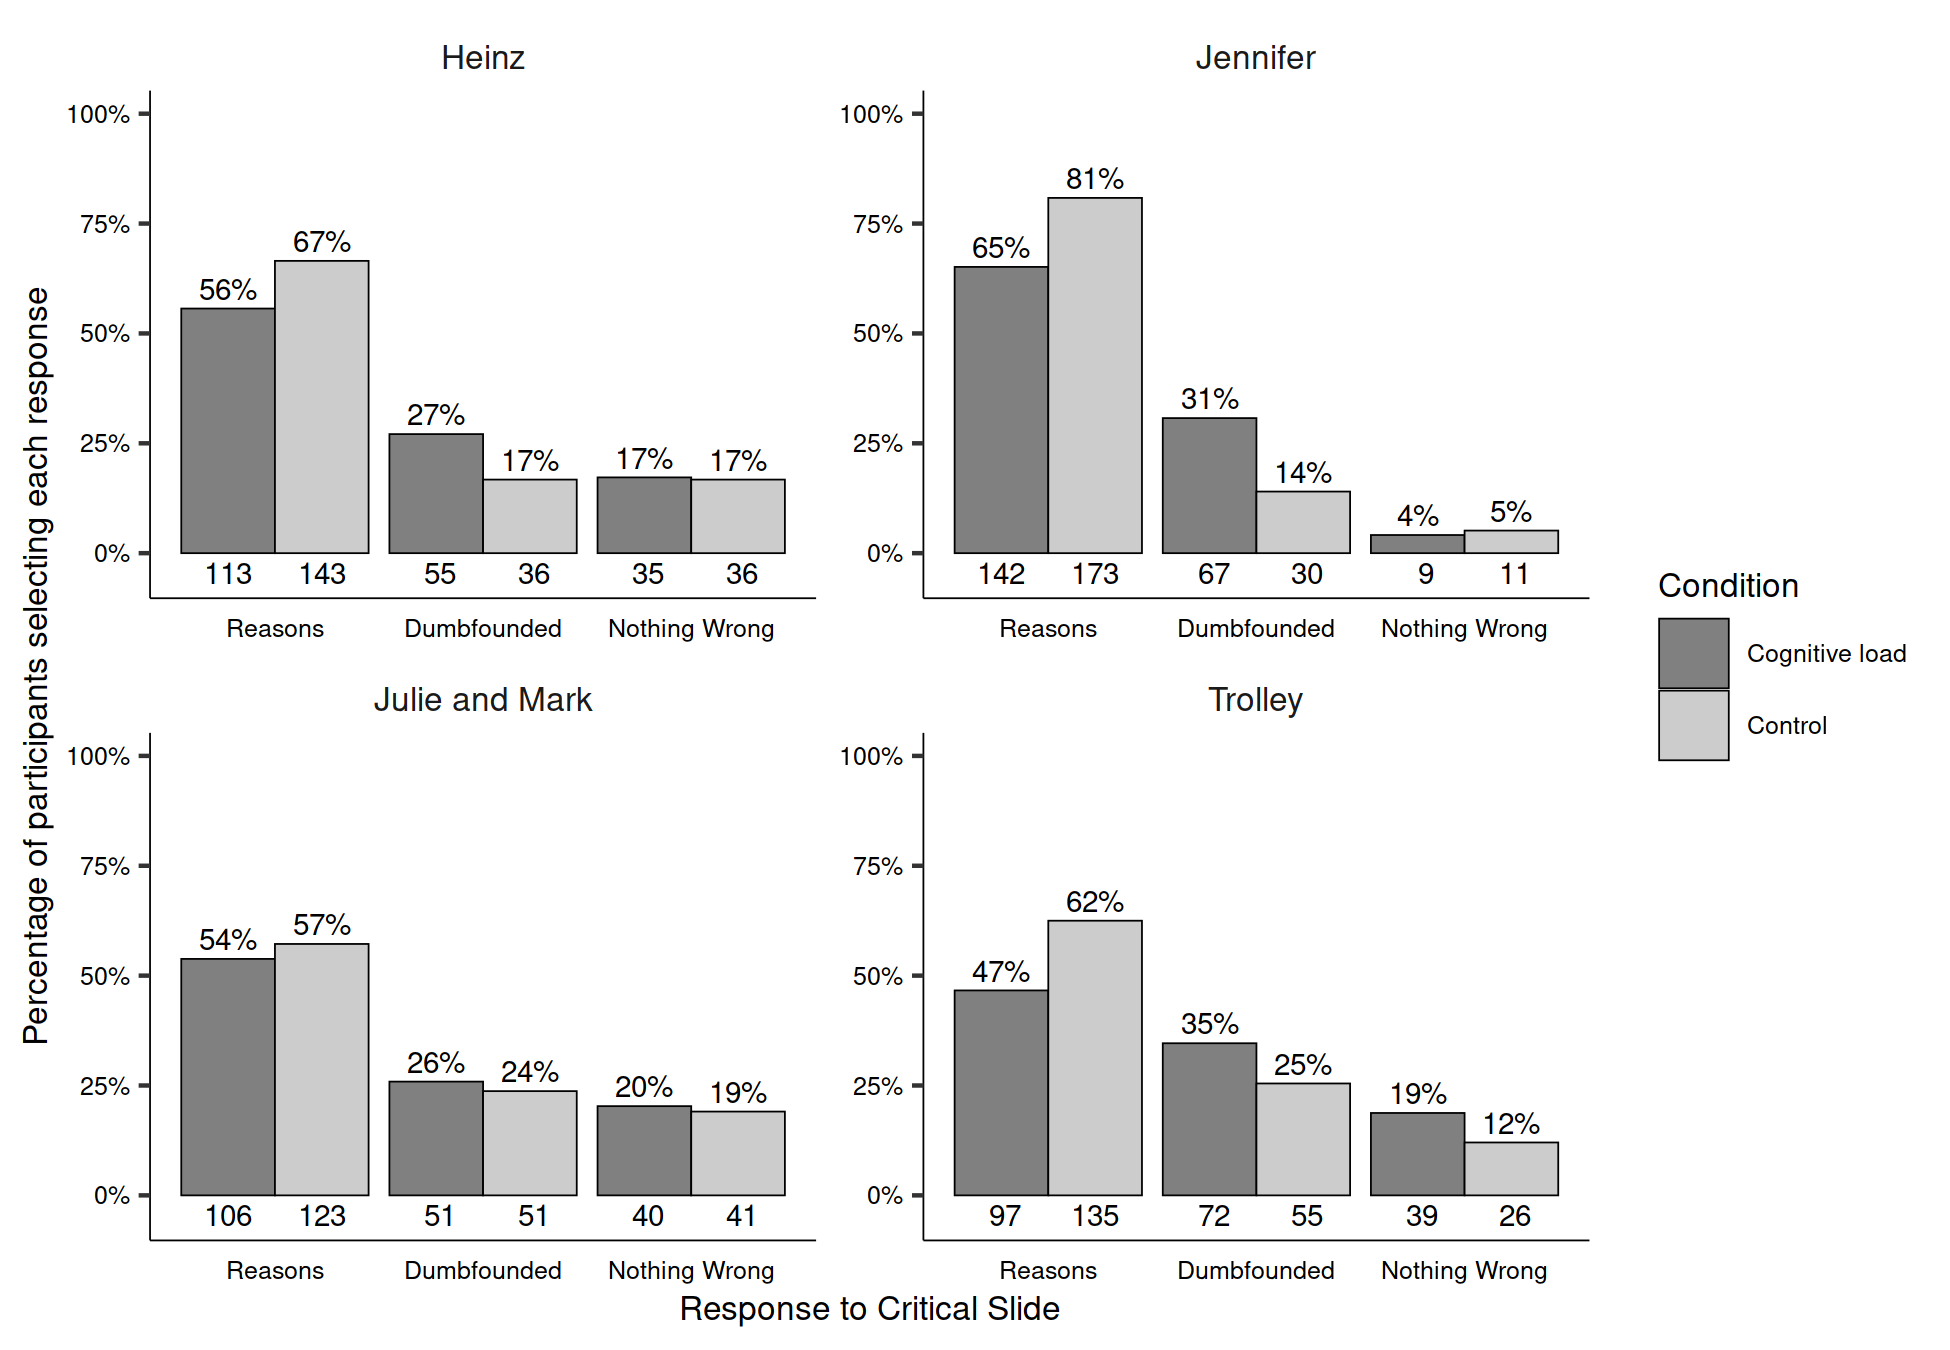 Heinz
100%
75%
50%
25%
0%
56%
67%
27%
17%
17%
17%
113 143 55 36 35 36
Reasons Dumbfounded Nothing Wrong
Jennifer
100%
75%
50%
25%
0%
65%
81%
31%
14%
4%
5%
142 173 67 30 9 11
Reasons Dumbfounded Nothing Wrong
Julie and Mark
100%
75%
50%
25%
0%
54%
57%
26%
24%
20%
19%
106 123 51 51 40 41
Reasons Dumbfounded Nothing Wrong
Trolley
100%
75%
50%
25%
0%
47%
62%
35%
25%
19%
12%
97 135 72 55 39 26
Reasons Dumbfounded Nothing Wrong
Percentage of participants selecting each response
Response to Critical Slide
Condition
Cognitive load
Control